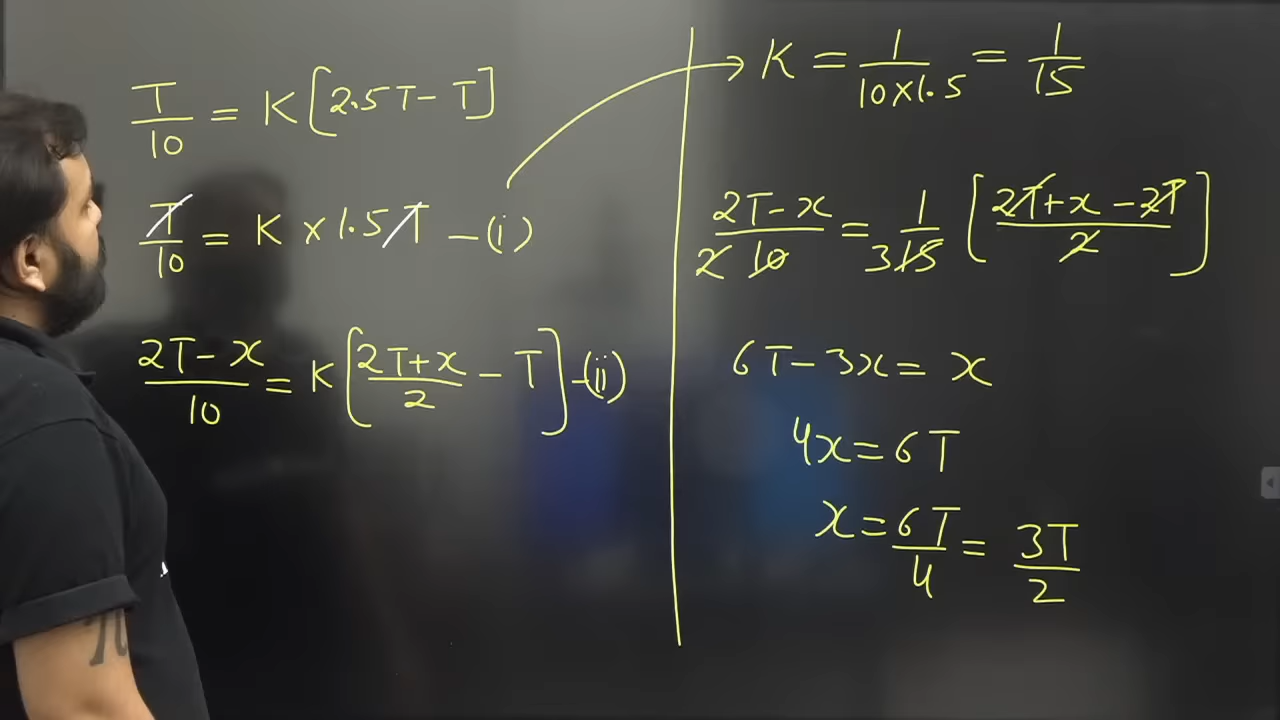 T/10 = K[2.5T - T]
T/10 = K × 1.5T - (i)
(2T - x)/10 = K[(2T + x)/2 - T] - (ii)
→ K = 1/(10×1.5) = 1/15
(2T - x)/(2 10) = 1/(3 15) [(2T + x - 2T)/2]
6T - 3x = x
4x = 6T
x = 6T/4 = 3T/2
π